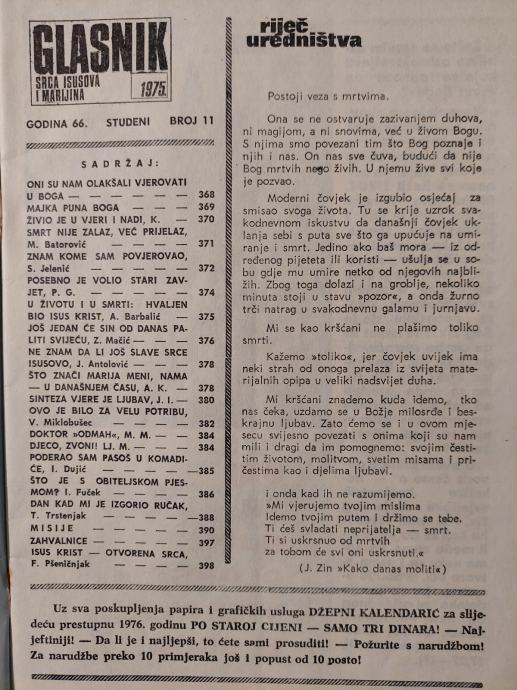 GLASNIK
SRCA ISUSOVA
I MARIJINA
1975.
GODINA 66. STUDENI BROJ 11
SADRŽAJ:
ONI SU NAM OLAKŠALI VJEROVATI
U BOGA — — — — — — 368
MAJKA PUNA BOGA — — — 369
ŽIVIO JE U VJERI I NADI, K. — 370
SMRT NIJE ZALAZ, VEĆ PRIJELAZ,
M. Batorović — — — — — 371
ZNAM KOME SAM POVJEROVAO,
S. Jelenić — — — — — — 372
POSEBNO JE VOLIO STARI ZAV-
JET, P. G. — — — — — — 374
U ŽIVOTU I U SMRTI: HVALJEN
BIO ISUS KRIST, A. Barbalić — 375
JOŠ JEDAN ĆE SIN OD DANAS PA-
LITI SVIJEĆU, Z. Mačić — — — 376
NE ZNAM DA LI JOŠ SLAVE SRCE
ISUSOVO, J. Antolović — — — 378
ŠTO ZNAČI MARIJA MENI, NAMA
— U DANAŠNJEM ČASU, A. K. — 378
SINTEZA VJERE JE LJUBAV, J. I. — 380
OVO JE BILO ZA VELU POTRIBU,
V. Miklobušec — — — — — 382
DOKTOR »ODMAH«, M. M. — — 384
DJECO, ZVONI! LJ. M. — — — 384
PODERAO SAM PASOŠ U KOMADI-
ĆE, I. Dujić — — — — — —385
ŠTO JE S OBITELJSKOM PJES-
MOM? I. Fuček — — — — — 386
DAN KAD MI JE IZGORIO RUČAK,
T. Trstenjak — — — — — —388
MISIJE — — — — — — — 390
ZAHVALNICE — — — — — — 397
ISUS KRIST — OTVORENA SRCA,
F. Pšeničnjak — — — — — 398
riječ
uredništva
Postoji veza s mrtvima.
Ona se ne ostvaruje zazivanjem duhova,
ni magijom, a ni snovima, već u živom Bogu.
S njima smo povezani tim što Bog poznaje i
njih i nas. On nas sve čuva, budući da nije
Bog mrtvih nego živih. U njemu žive svi koje
je pozvao.
Moderni čovjek je izgubio osjećaj za
smisao svoga života. Tu se krije uzrok sva-
kodnevnom iskustvu da današnji čovjek uk-
lanja sebi s puta sve što ga upućuje na umi-
ranje i smrt. Jedino ako baš mora — iz od-
ređenog pijeteta ili koristi — ušulja se u so-
bu gdje mu umire netko od njegovih najbli-
žih. Zbog toga dolazi i na groblje, nekoliko
minuta stoji u stavu »pozor«, a onda žurno
trči natrag u svakodnevnu galamu i jurnjavu.
Mi se kao kršćani ne plašimo toliko
smrti.
Kažemo »toliko«, jer čovjek uvijek ima
neki strah od onoga prelaza iz svijeta mate-
rijalnih opipa u veliki nadsvijet duha.
Mi kršćani znademo kuda idemo, tko
nas čeka, uzdamo se u Božje milosrđe i bes-
krajnu ljubav. Zato ćemo se i u ovom mje-
secu svijesno povezati s onima koji su nam
mili i dragi da im pomognemo: svojim česti-
tim životom, molitvom, svetim misama i pri-
čestima kao i djelima ljubavi.
i onda kad ih ne razumijemo.
»Mi vjerujemo tvojim mislima
Idemo tvojim putem i držimo se tebe.
Ti ćeš svladati neprijatelja — smrt.
Ti si uskrsnuo od mrtvih
za tobom će svi oni uskrsnuti.«
(J. Zin »Kako danas moliti«)
Uz sva poskupljenja papira i grafičkih usluga DŽEPNI KALENDARIĆ za slije-
deću prestupnu 1976. godinu PO STAROJ CIJENI — SAMO TRI DINARA! — Naj-
jeftiniji! — Da li je i najljepši, to ćete sami prosuditi! — Požurite s narudžbom!
Za narudžbe preko 10 primjeraka još i popust od 10 posto!